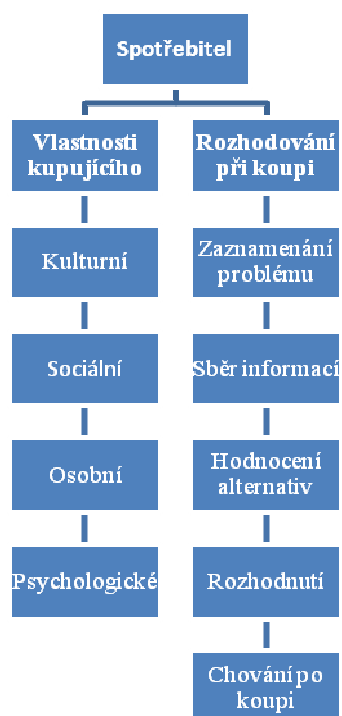 Spotřebitel
Vlastnosti
kupujícího
Kulturní
Sociální
Osobní
Psychologické
Rozhodování
při koupi
Zaznamenání
problému
Sběr informací
Hodnocení
alternativ
Rozhodnutí
Chování po
koupi